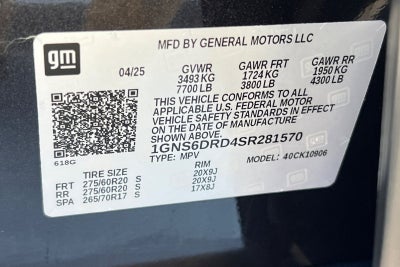 gm
MFD BY GENERAL MOTORS LLC
04/25 GVWR GAWR FRT GAWR RR
3493 KG 1724 KG 1950 KG
7700 LB 3800 LB 4300 LB
THIS VEHICLE CONFORMS TO ALL
APPLICABLE U.S. FEDERAL MOTOR
VEHICLE SAFETY STANDARDS IN EFFECT
ON THE DATE OF MANUFACTURE
SHOWN ABOVE.
618G 1GNS6DRD4SR281570
TYPE: MPV MODEL: 40CK10906
TIRE SIZE RIM
FRT 275/60R20 S 20X9J
RR 275/60R20 S 20X9J
SPA 265/70R17 S 17X8J